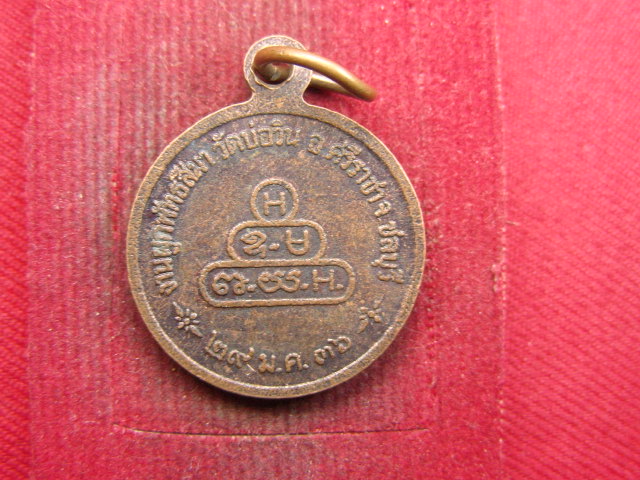 งานผูกพัทธสีมา วัดบ่อวิน อ.ศรีราชา จ.ชลบุรี
๒๙ ม.ค. ๓๖